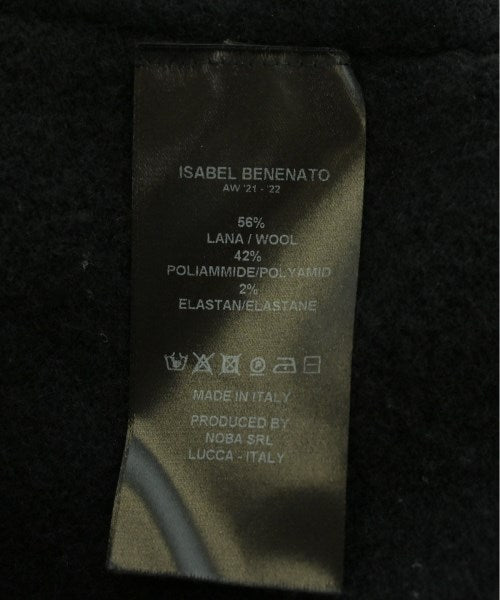 ISABEL BENENATO
AW '21 - '22
56%
LANA / WOOL
42%
POLIAMMIDE/POLYAMID
2%
ELASTAN/ELASTANE
MADE IN ITALY
PRODUCED BY
NOBA SRL
LUCCA - ITALY